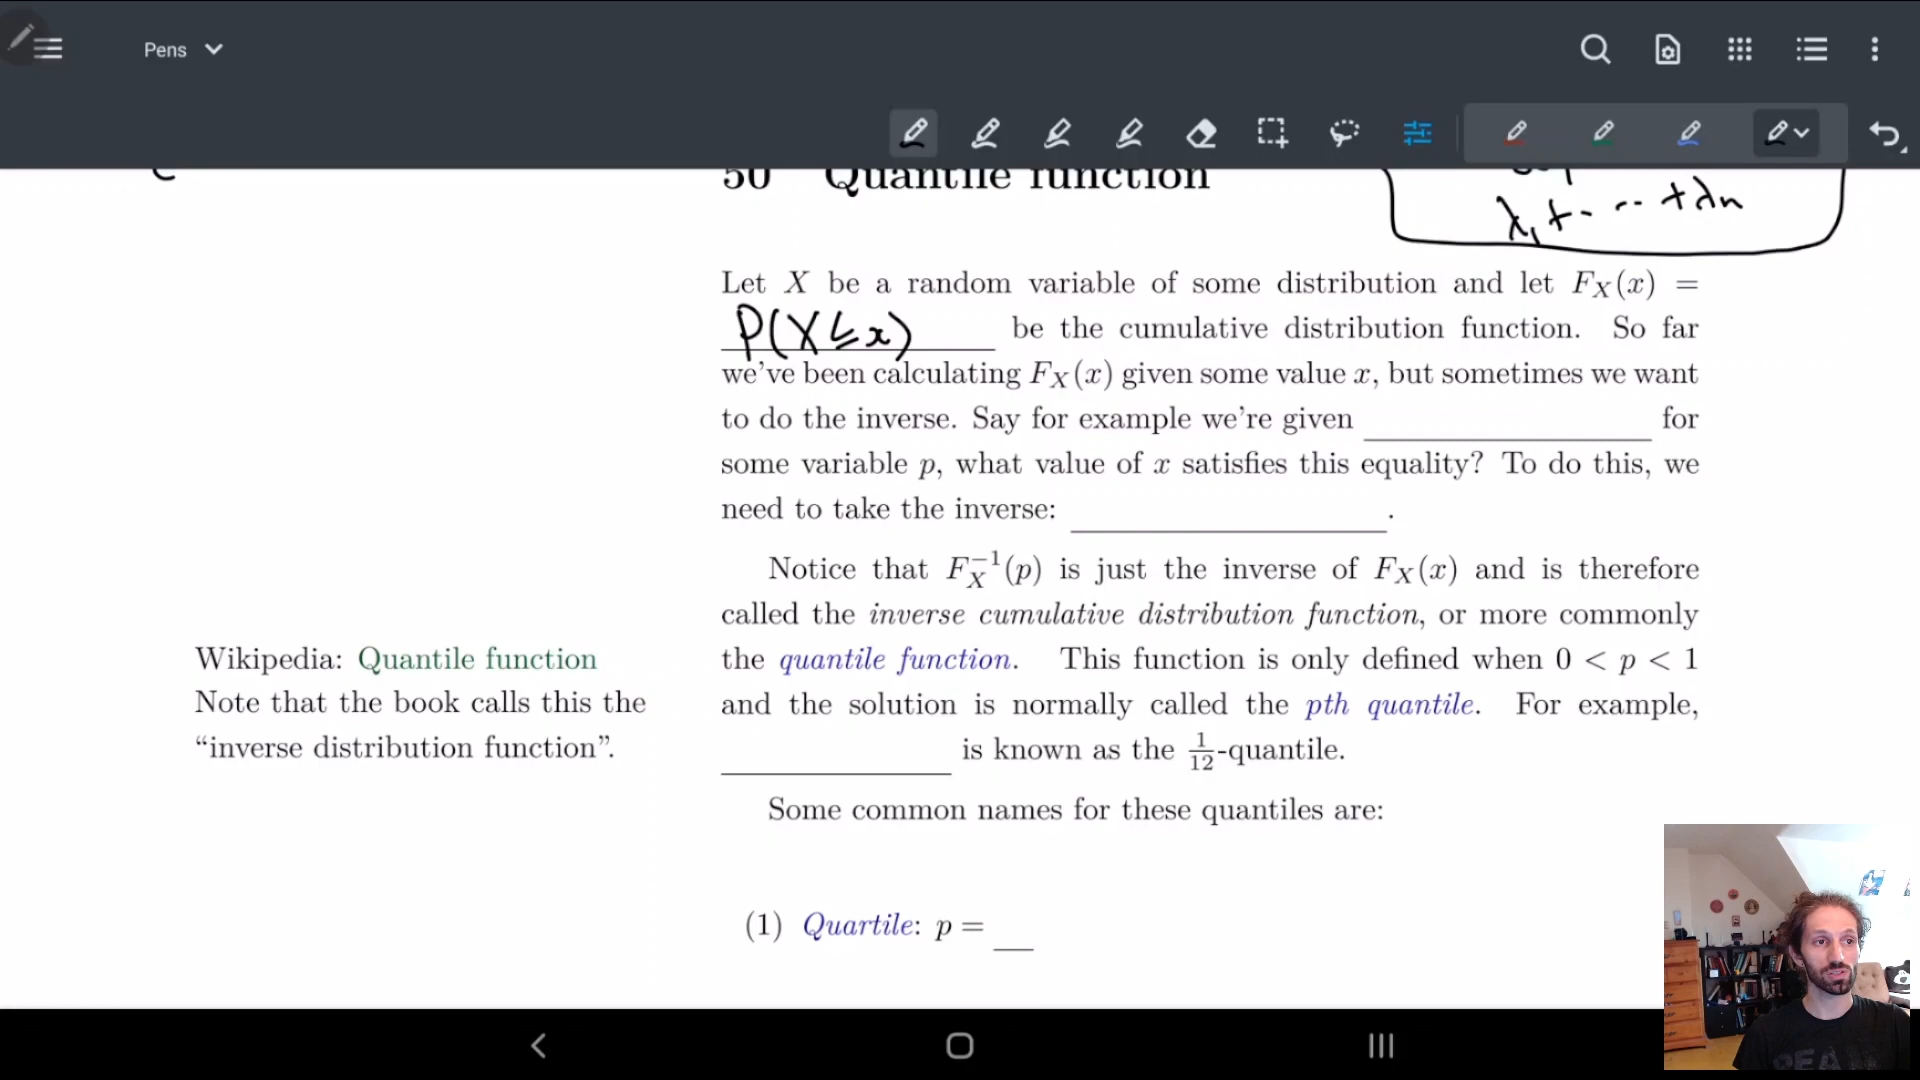 Pens
50 Quantile function
λ₁ + - -- + λn
Let X be a random variable of some distribution and let F_X(x) =
P(X ≤ x) be the cumulative distribution function. So far
we've been calculating F_X(x) given some value x, but sometimes we want
to do the inverse. Say for example we're given ____ for
some variable p, what value of x satisfies this equality? To do this, we
need to take the inverse: ____.
Notice that F_X^{-1}(p) is just the inverse of F_X(x) and is therefore
called the inverse cumulative distribution function, or more commonly
the quantile function. This function is only defined when 0 < p < 1
and the solution is normally called the pth quantile. For example,
____ is known as the 1/12-quantile.
Wikipedia: Quantile function
Note that the book calls this the
“inverse distribution function”.
Some common names for these quantiles are:
(1) Quartile: p = __